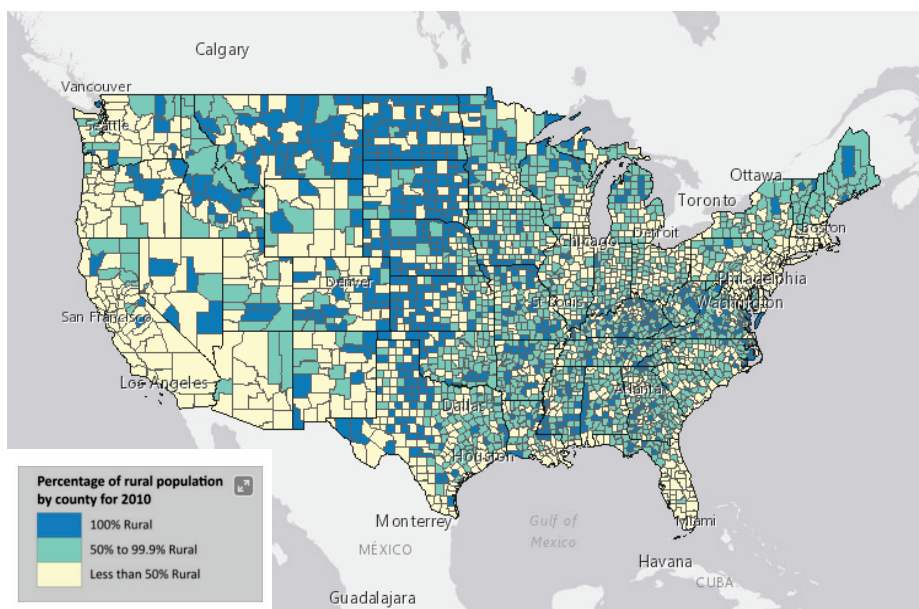 Calgary
Vancouver
Seattle
Ottawa
Toronto
Boston
Detroit
Chicago
Philadelphia
Denver
St Louis
Washington
San Francisco
Los Angeles
Atlanta
Dallas
Houston
Percentage of rural population
by county for 2010
100% Rural
50% to 99.9% Rural
Less than 50% Rural
Monterrey
Gulf of
Mexico
Miami
MÉXICO
Havana
CUBA
Guadalajara